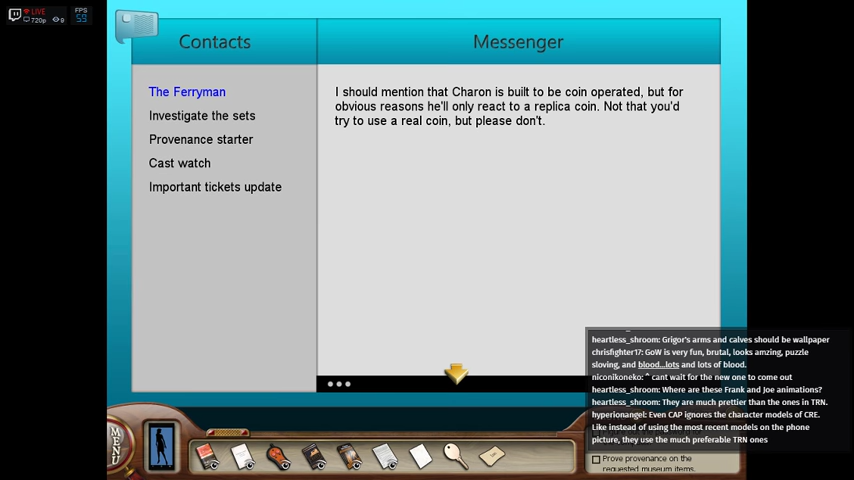 LIVE
720p 9
FPS
59
Contacts
Messenger
The Ferryman
Investigate the sets
Provenance starter
Cast watch
Important tickets update
I should mention that Charon is built to be coin operated, but for
obvious reasons he'll only react to a replica coin. Not that you'd
try to use a real coin, but please don't.
heartless_shroom: Grigor's arms and calves should be wallpaper
chrisfighter17: GoW is very fun, brutal, looks amzing, puzzle
sloving, and blood...lots and lots of blood.
niconikoneko: ^ cant wait for the new one to come out
heartless_shroom: Where are these Frank and Joe animations?
heartless_shroom: They are much prettier than the ones in TRN.
hyperionangel: Even CAP ignores the character models of CRE.
Like instead of using the most recent models on the phone
picture, they use the much preferable TRN ones
MENU
Prove provenance on the
requested museum items.